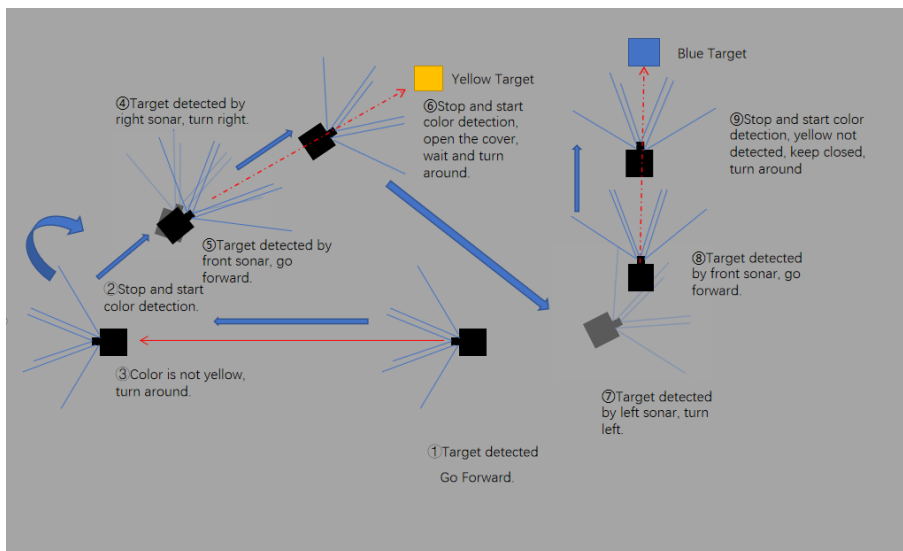 Yellow Target
Blue Target
④Target detected by
right sonar, turn right.
⑥Stop and start
color detection,
open the cover,
wait and turn
around.
⑨Stop and start color
detection, yellow not
detected, keep closed,
turn around
⑤Target detected by
front sonar, go
forward.
⑧Target detected
by front sonar, go
forward.
②Stop and start
color detection.
③Color is not yellow,
turn around.
⑦Target detected
by left sonar, turn
left.
①Target detected
Go Forward.